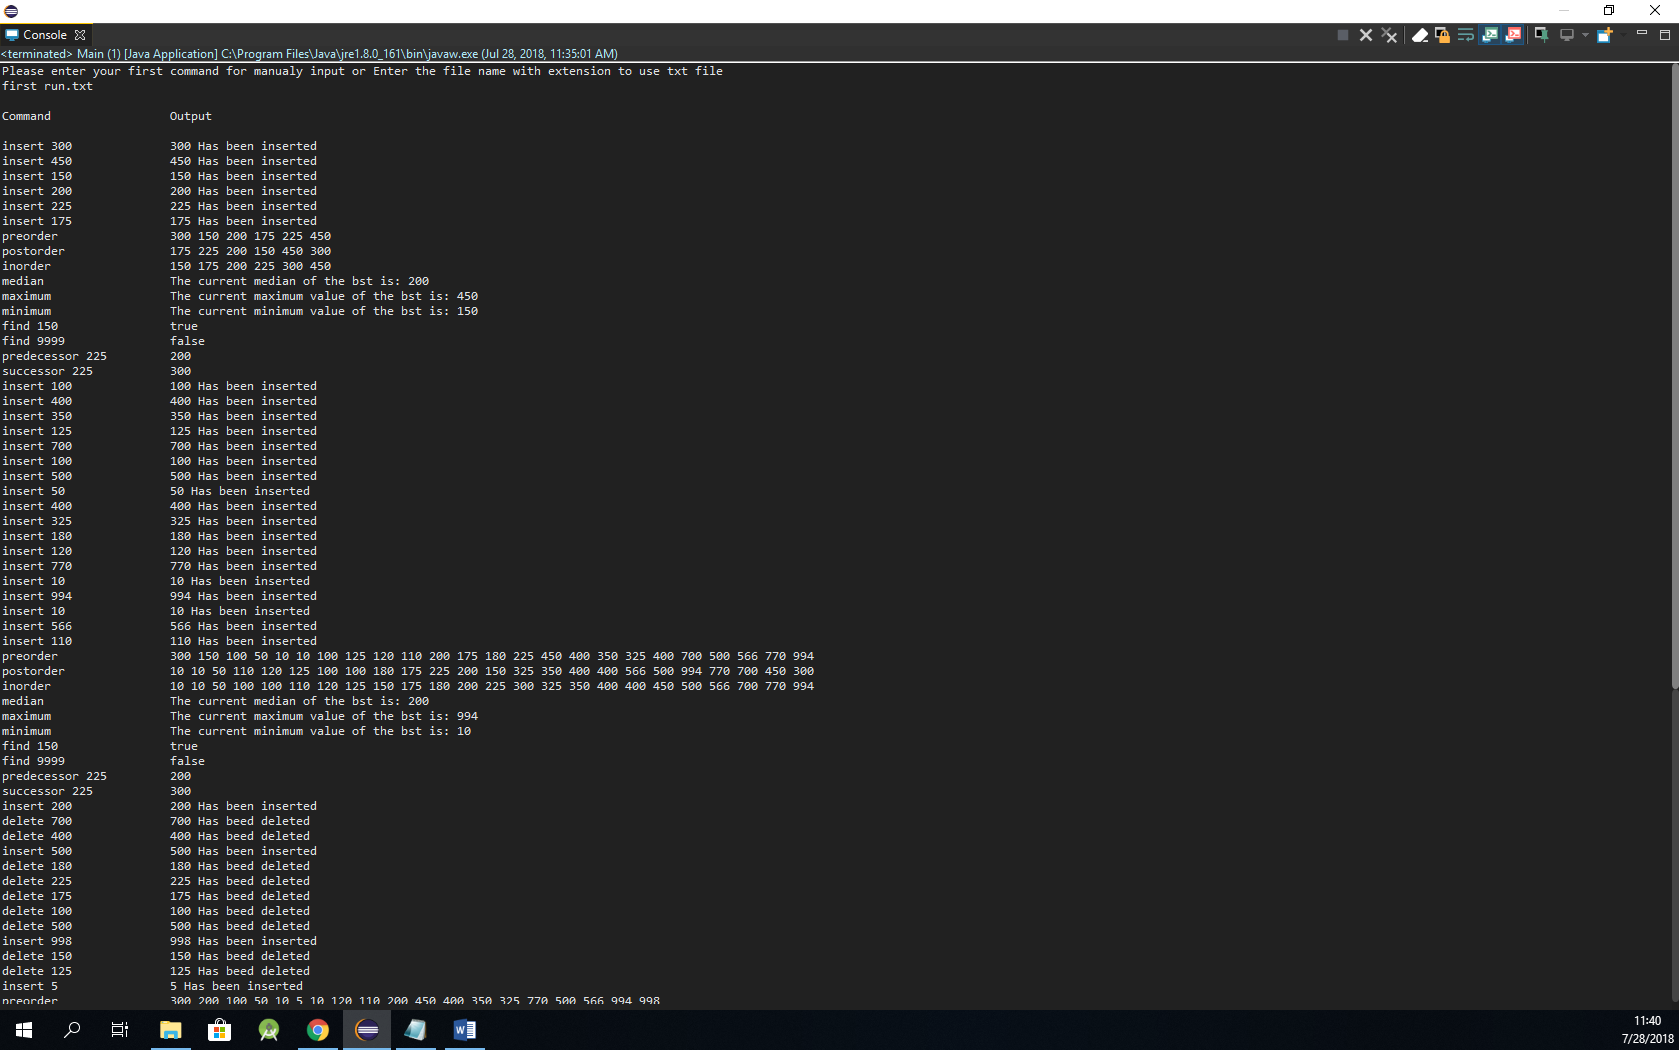 Console
<terminated> Main (1) [Java Application] C:\Program Files\Java\jre1.8.0_161\bin\javaw.exe (Jul 28, 2018, 11:35:01 AM)
Please enter your first command for manualy input or Enter the file name with extension to use txt file
first run.txt
Command Output
insert 300 300 Has been inserted
insert 450 450 Has been inserted
insert 150 150 Has been inserted
insert 200 200 Has been inserted
insert 225 225 Has been inserted
insert 175 175 Has been inserted
preorder 300 150 200 175 225 450
postorder 175 225 200 150 450 300
inorder 150 175 200 225 300 450
median The current median of the bst is: 200
maximum The current maximum value of the bst is: 450
minimum The current minimum value of the bst is: 150
find 150 true
find 9999 false
predecessor 225 200
successor 225 300
insert 100 100 Has been inserted
insert 400 400 Has been inserted
insert 350 350 Has been inserted
insert 125 125 Has been inserted
insert 700 700 Has been inserted
insert 100 100 Has been inserted
insert 500 500 Has been inserted
insert 50 50 Has been inserted
insert 400 400 Has been inserted
insert 325 325 Has been inserted
insert 180 180 Has been inserted
insert 120 120 Has been inserted
insert 770 770 Has been inserted
insert 10 10 Has been inserted
insert 994 994 Has been inserted
insert 10 10 Has been inserted
insert 566 566 Has been inserted
insert 110 110 Has been inserted
preorder 300 150 100 50 10 10 100 125 120 110 200 175 180 225 450 400 350 325 400 700 500 566 770 994
postorder 10 10 50 110 120 125 100 100 180 175 225 200 150 325 350 400 400 566 500 994 770 700 450 300
inorder 10 10 50 100 100 110 120 125 150 175 180 200 225 300 325 350 400 400 450 500 566 700 770 994
median The current median of the bst is: 200
maximum The current maximum value of the bst is: 994
minimum The current minimum value of the bst is: 10
find 150 true
find 9999 false
predecessor 225 200
successor 225 300
insert 200 200 Has been inserted
delete 700 700 Has beed deleted
delete 400 400 Has beed deleted
insert 500 500 Has been inserted
delete 180 180 Has beed deleted
delete 225 225 Has beed deleted
delete 175 175 Has beed deleted
delete 100 100 Has beed deleted
delete 500 500 Has beed deleted
insert 998 998 Has been inserted
delete 150 150 Has beed deleted
delete 125 125 Has beed deleted
insert 5 5 Has been inserted
preorder 300 200 100 50 10 5 10 120 110 200 450 400 350 325 770 500 566 994 998
11:40
7/28/2018